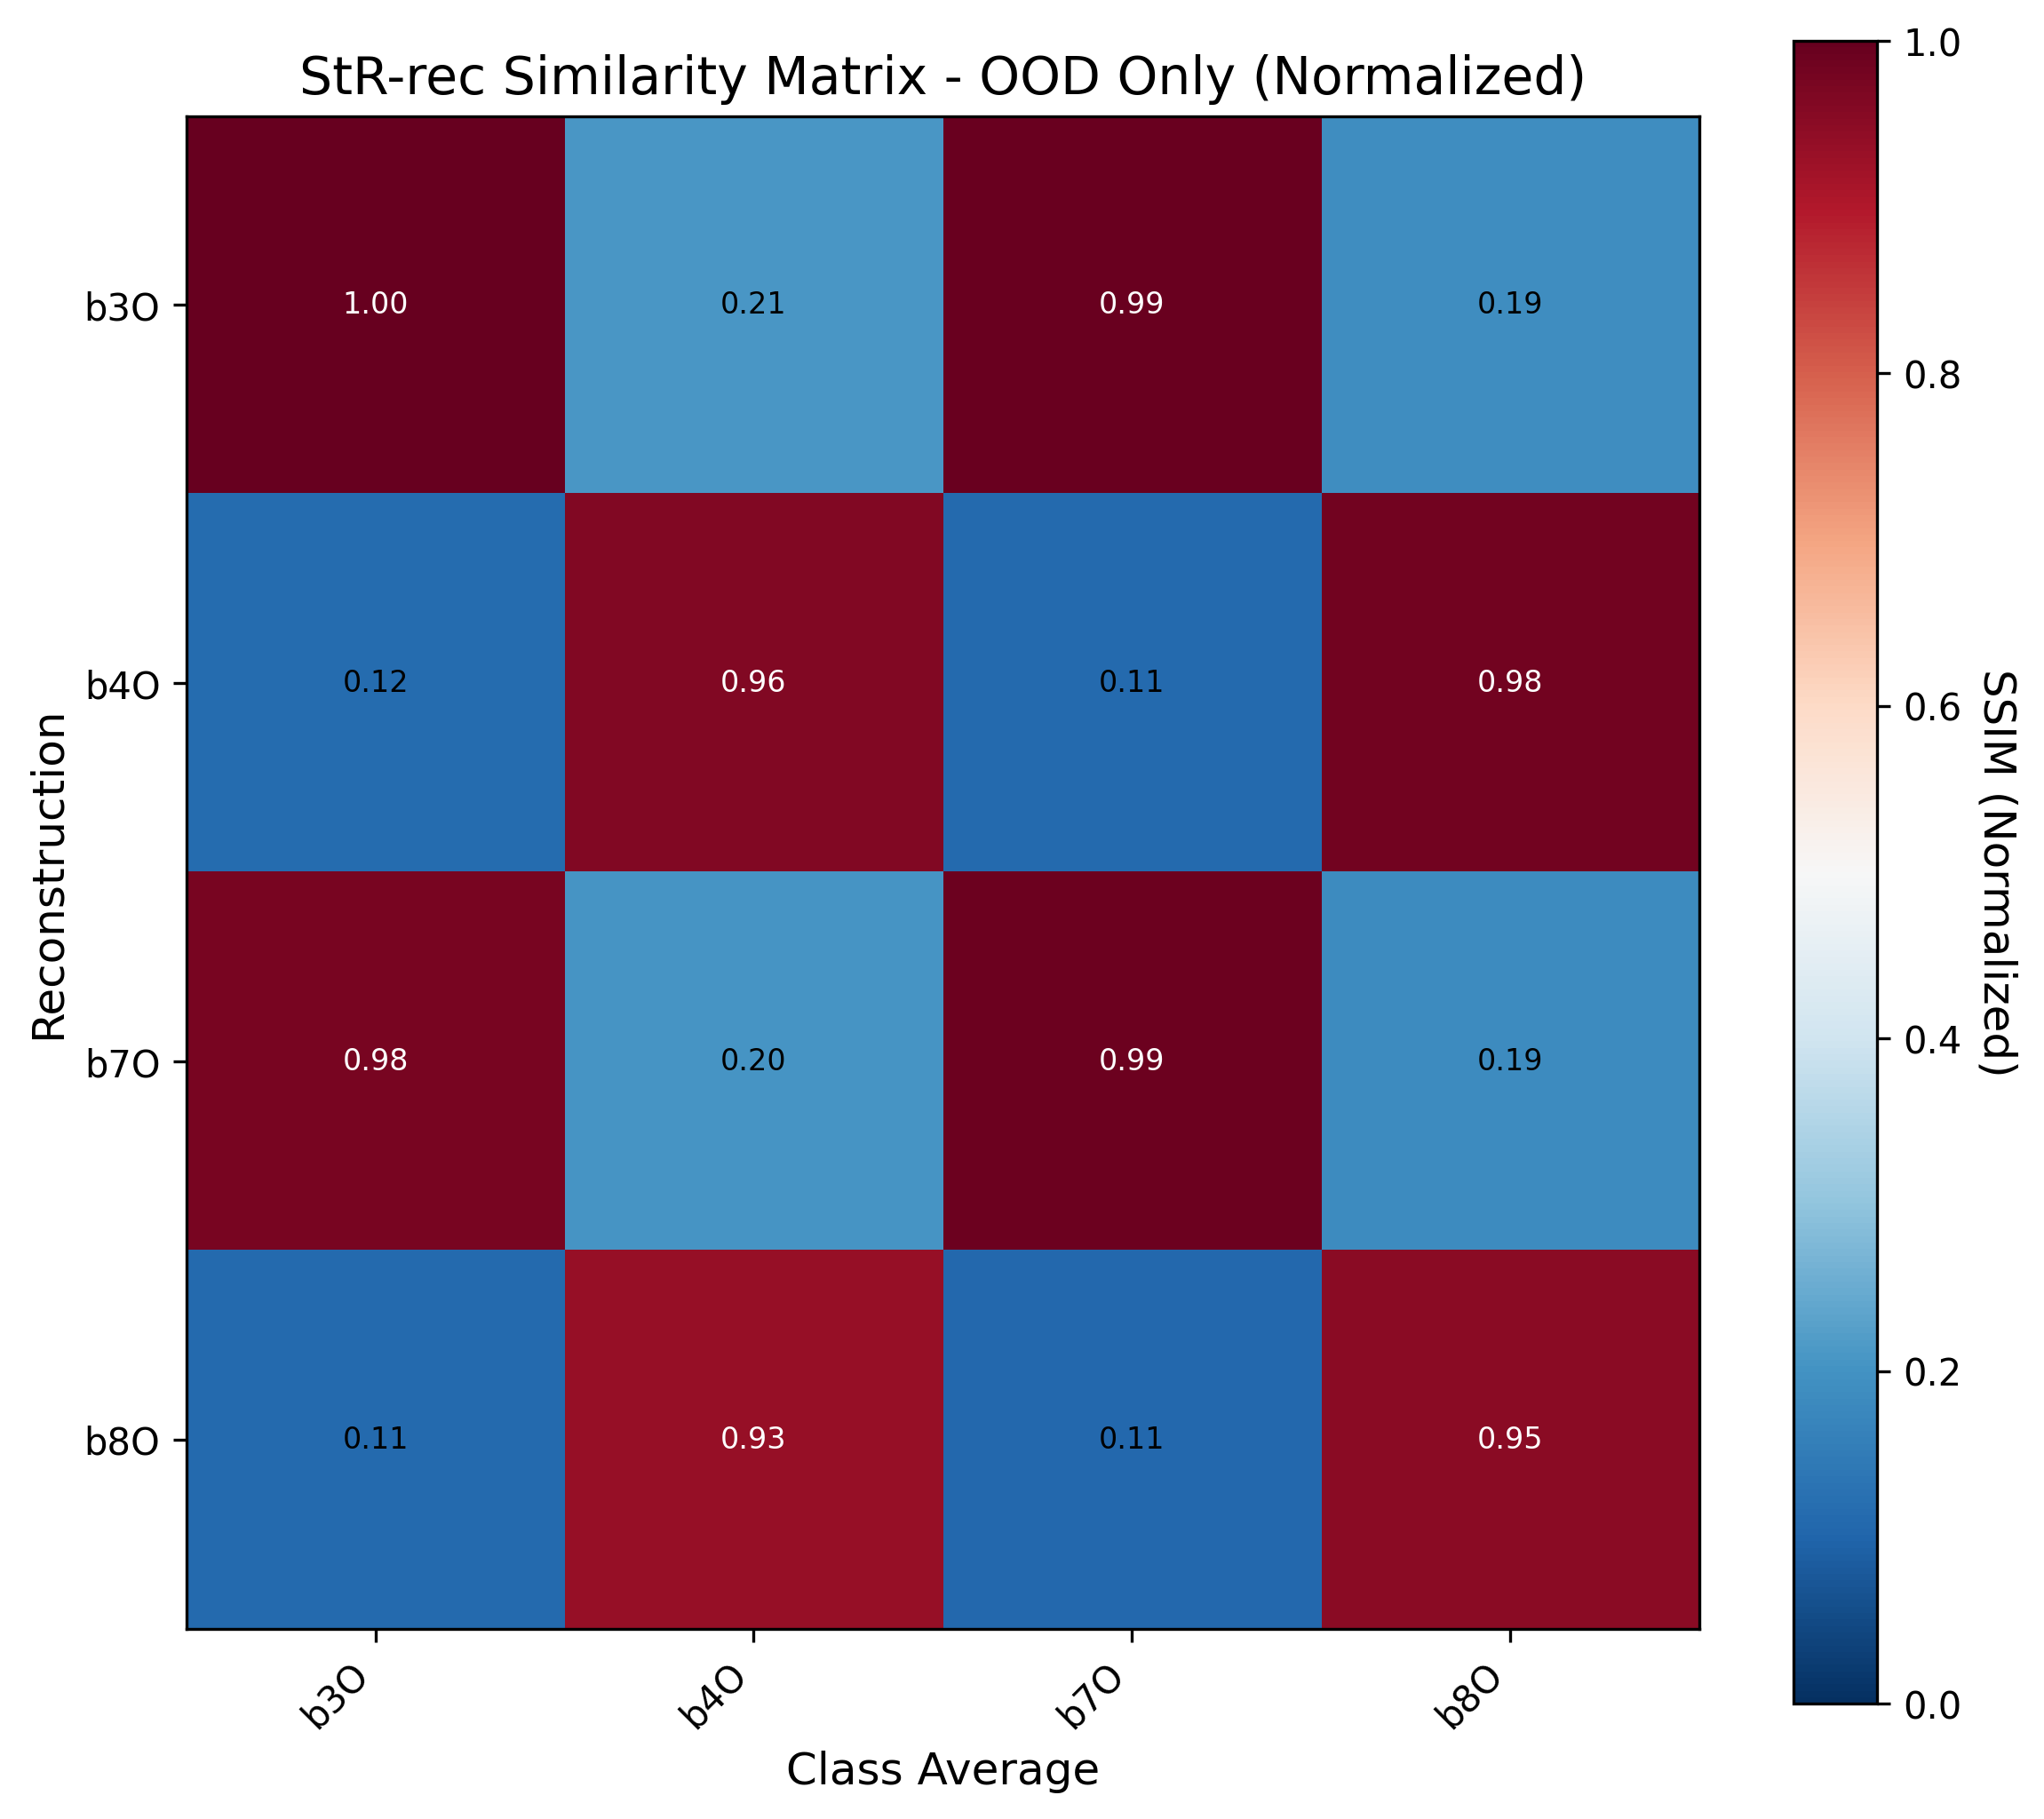 StR-rec Similarity Matrix - OOD Only (Normalized)
1.0
0.8
0.6
0.4
0.2
0.0
SSIM (Normalized)
Reconstruction
b3O
1.00 0.21 0.99 0.19
b4O
0.12 0.96 0.11 0.98
b7O
0.98 0.20 0.99 0.19
b8O
0.11 0.93 0.11 0.95
b3O b4O b7O b8O
Class Average